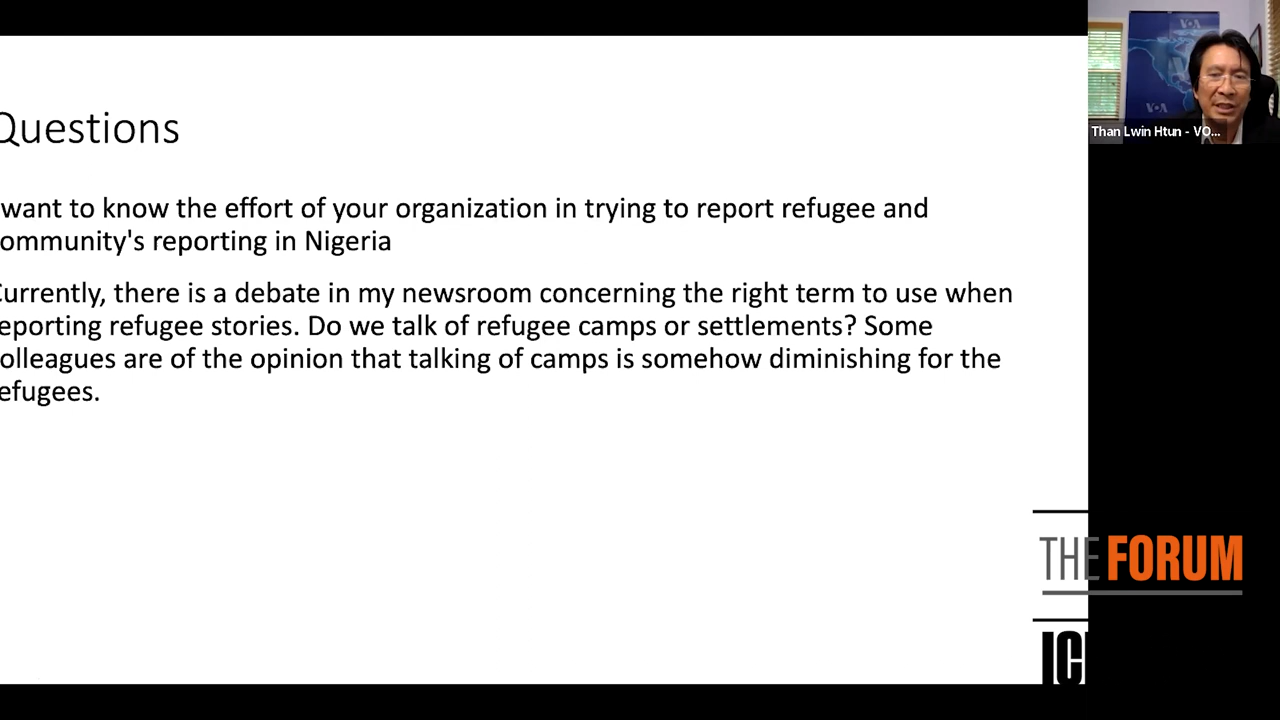 Questions
want to know the effort of your organization in trying to report refugee and
ommunity's reporting in Nigeria
Currently, there is a debate in my newsroom concerning the right term to use when
eporting refugee stories. Do we talk of refugee camps or settlements? Some
olleagues are of the opinion that talking of camps is somehow diminishing for the
efugees.
VOA
VOA
Than Lwin Htun - VO...
THE FORUM
IC